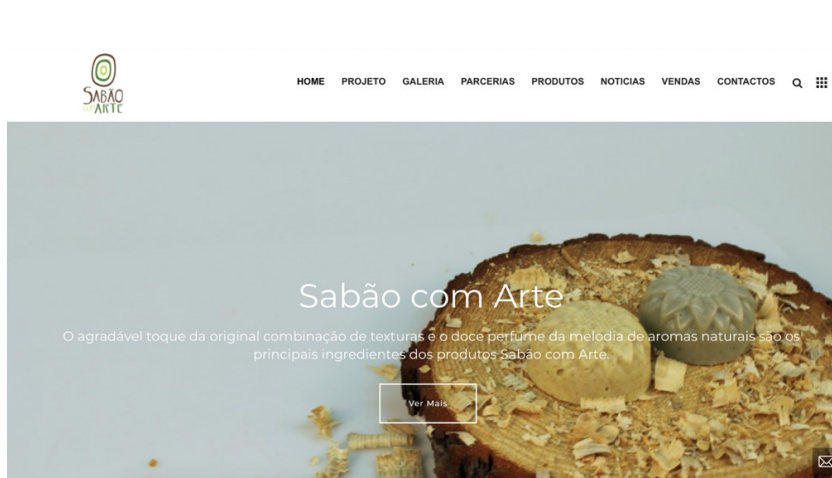 SABÃO
COM ARTE
HOME PROJETO GALERIA PARCERIAS PRODUTOS NOTICIAS VENDAS CONTACTOS
Sabão com Arte
O agradável toque da original combinação de texturas e o doce perfume da melodia de aromas naturais são os
principais ingredientes dos produtos Sabão com Arte.
Ver Mais